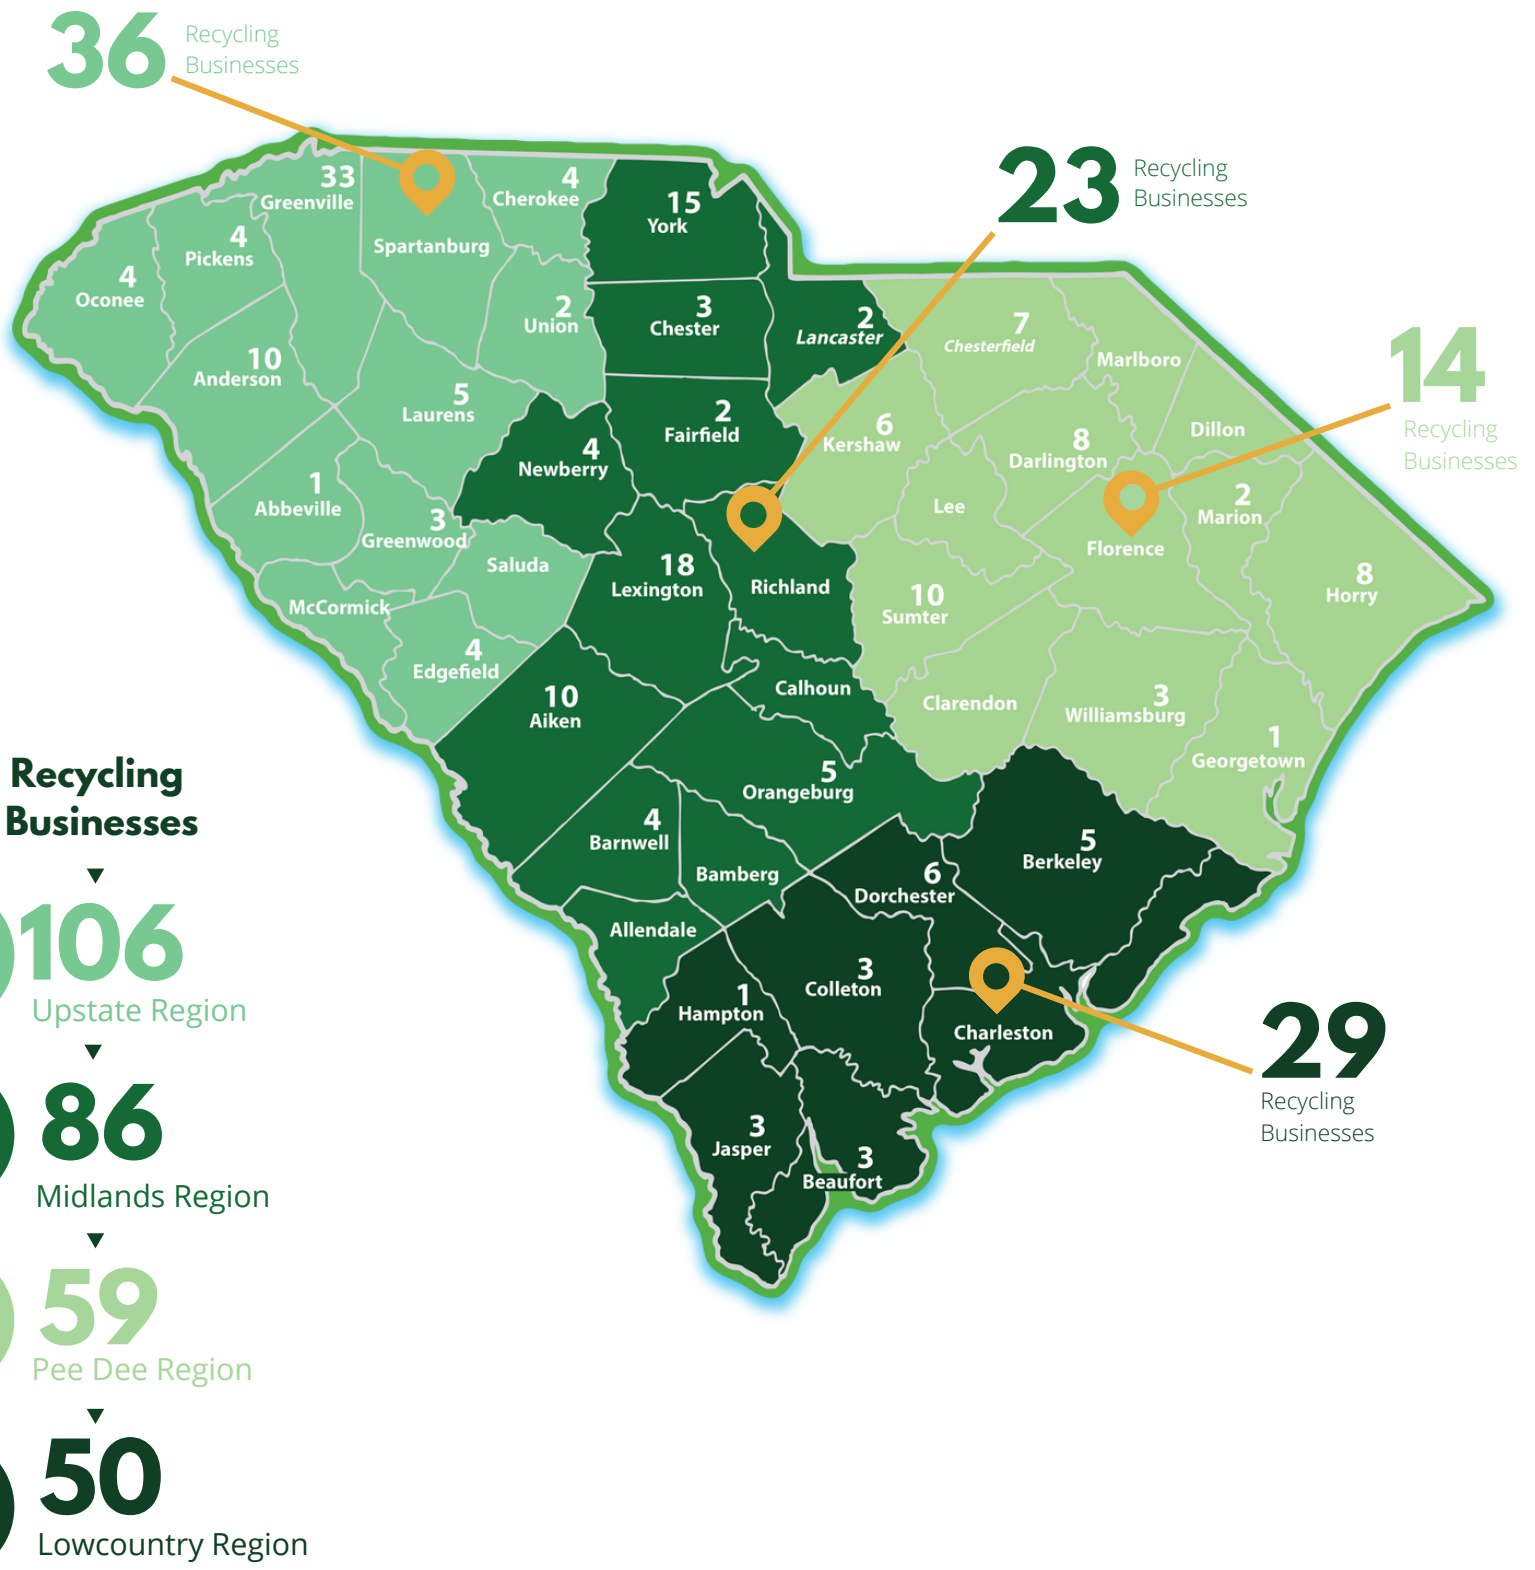 36
Recycling
Businesses
23
Recycling
Businesses
33
Greenville
4
Cherokee
15
York
4
Pickens
Spartanburg
4
Oconee
2
Union
3
Chester
2
Lancaster
7
Chesterfield
Marlboro
14
Recycling
Businesses
10
Anderson
5
Laurens
2
Fairfield
6
Kershaw
8
Darlington
Dillon
4
Newberry
1
Abbeville
3
Greenwood
Lee
2
Marion
Florence
Saluda
18
Lexington
Richland
10
Sumter
8
Horry
McCormick
4
Edgefield
10
Aiken
Calhoun
Clarendon
3
Williamsburg
1
Georgetown
5
Orangeburg
4
Barnwell
Bamberg
6
Dorchester
5
Berkeley
Allendale
3
Colleton
1
Hampton
Charleston
29
Recycling
Businesses
3
Jasper
3
Beaufort
Recycling
Businesses
106
Upstate Region
86
Midlands Region
59
Pee Dee Region
50
Lowcountry Region